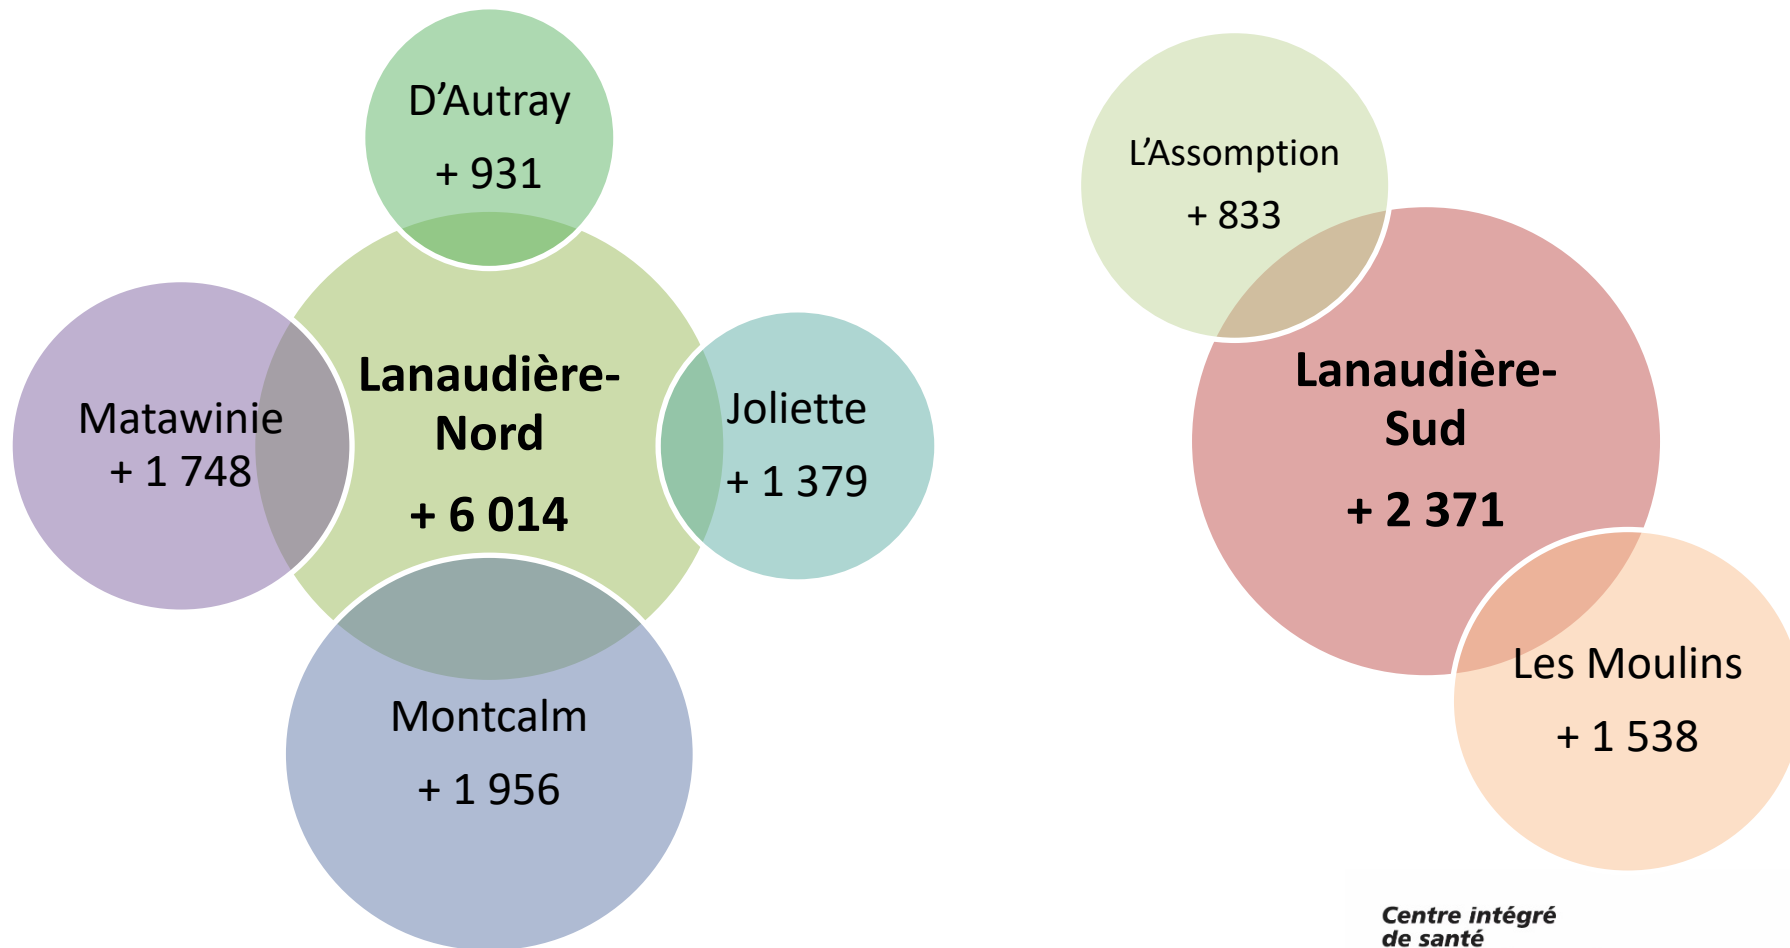 D'Autray
+ 931
Matawinie
+ 1 748
Lanaudière-
Nord
+ 6 014
Joliette
+ 1 379
Montcalm
+ 1 956
L'Assomption
+ 833
Lanaudière-
Sud
+ 2 371
Les Moulins
+ 1 538
Centre intégré
de santé